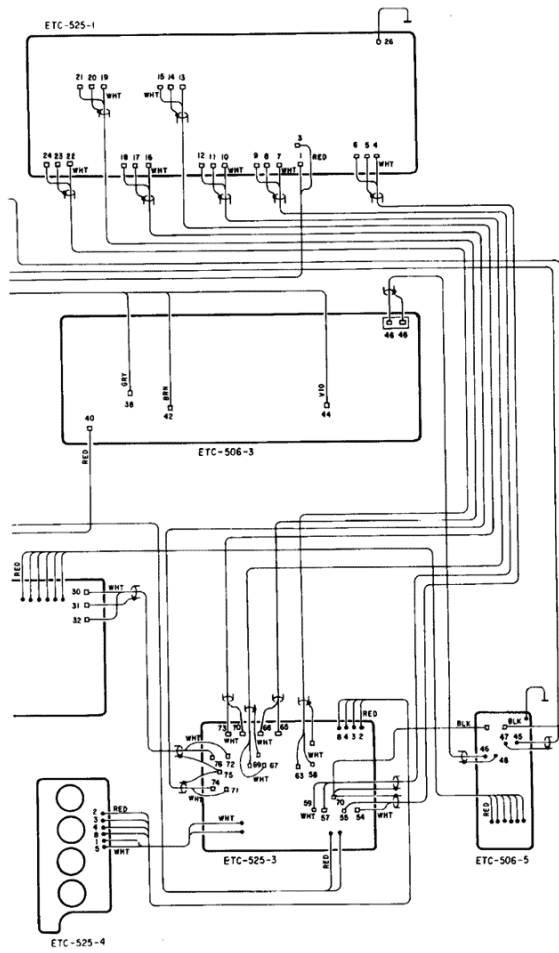 ETC-525-1
26
21 20 19
WHT
15 14 13
WHT
3
RED
24 23 22
WHT
18 17 16
WHT
12 11 10
WHT
9 8 7
WHT
1
6 5 4
WHT
46 46
GRY
38
BRN
42
VIO
44
40
RED
ETC-506-3
RED
30
WHT
31
32
73 70
WHT
66 65
WHT
8 4 3 2
RED
WHT
76 72
75
74 71
WHT
69 67
WHT
63 58
59
WHT
57
70
55 54
WHT
BLK
BLK
47 45
46 48
RED
ETC-506-5
2 RED
3
4
8
1
5 WHT
WHT
WHT
RED
ETC-525-3
ETC-525-4